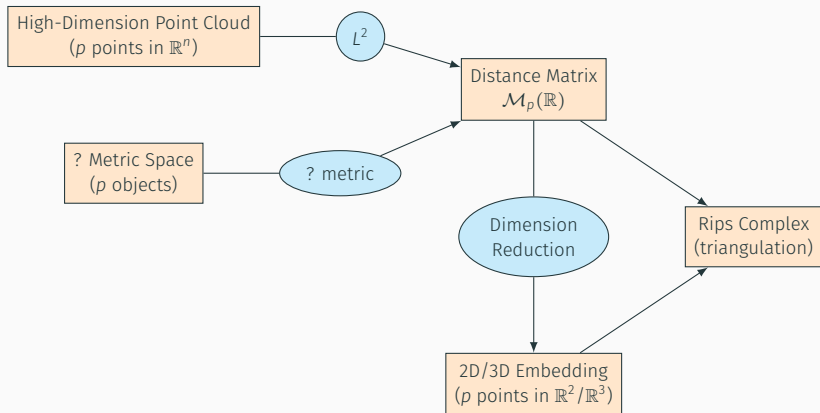 High-Dimension Point Cloud
(p points in ℝⁿ)
L²
Distance Matrix
ℳₚ(ℝ)
? Metric Space
(p objects)
? metric
Dimension
Reduction
Rips Complex
(triangulation)
2D/3D Embedding
(p points in ℝ²/ℝ³)